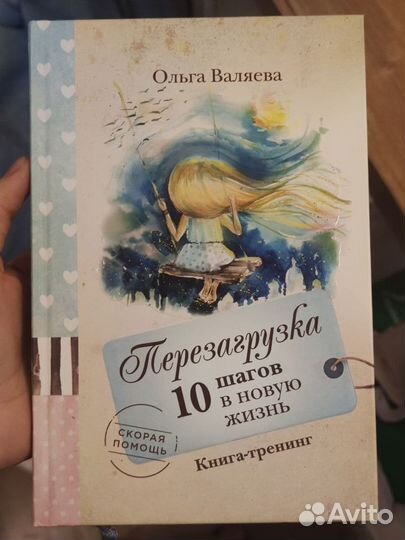 Ольга Валяева
Перезагрузка
10 шагов
в новую
жизнь
СКОРАЯ
ПОМОЩЬ
Книга-тренинг
Avito